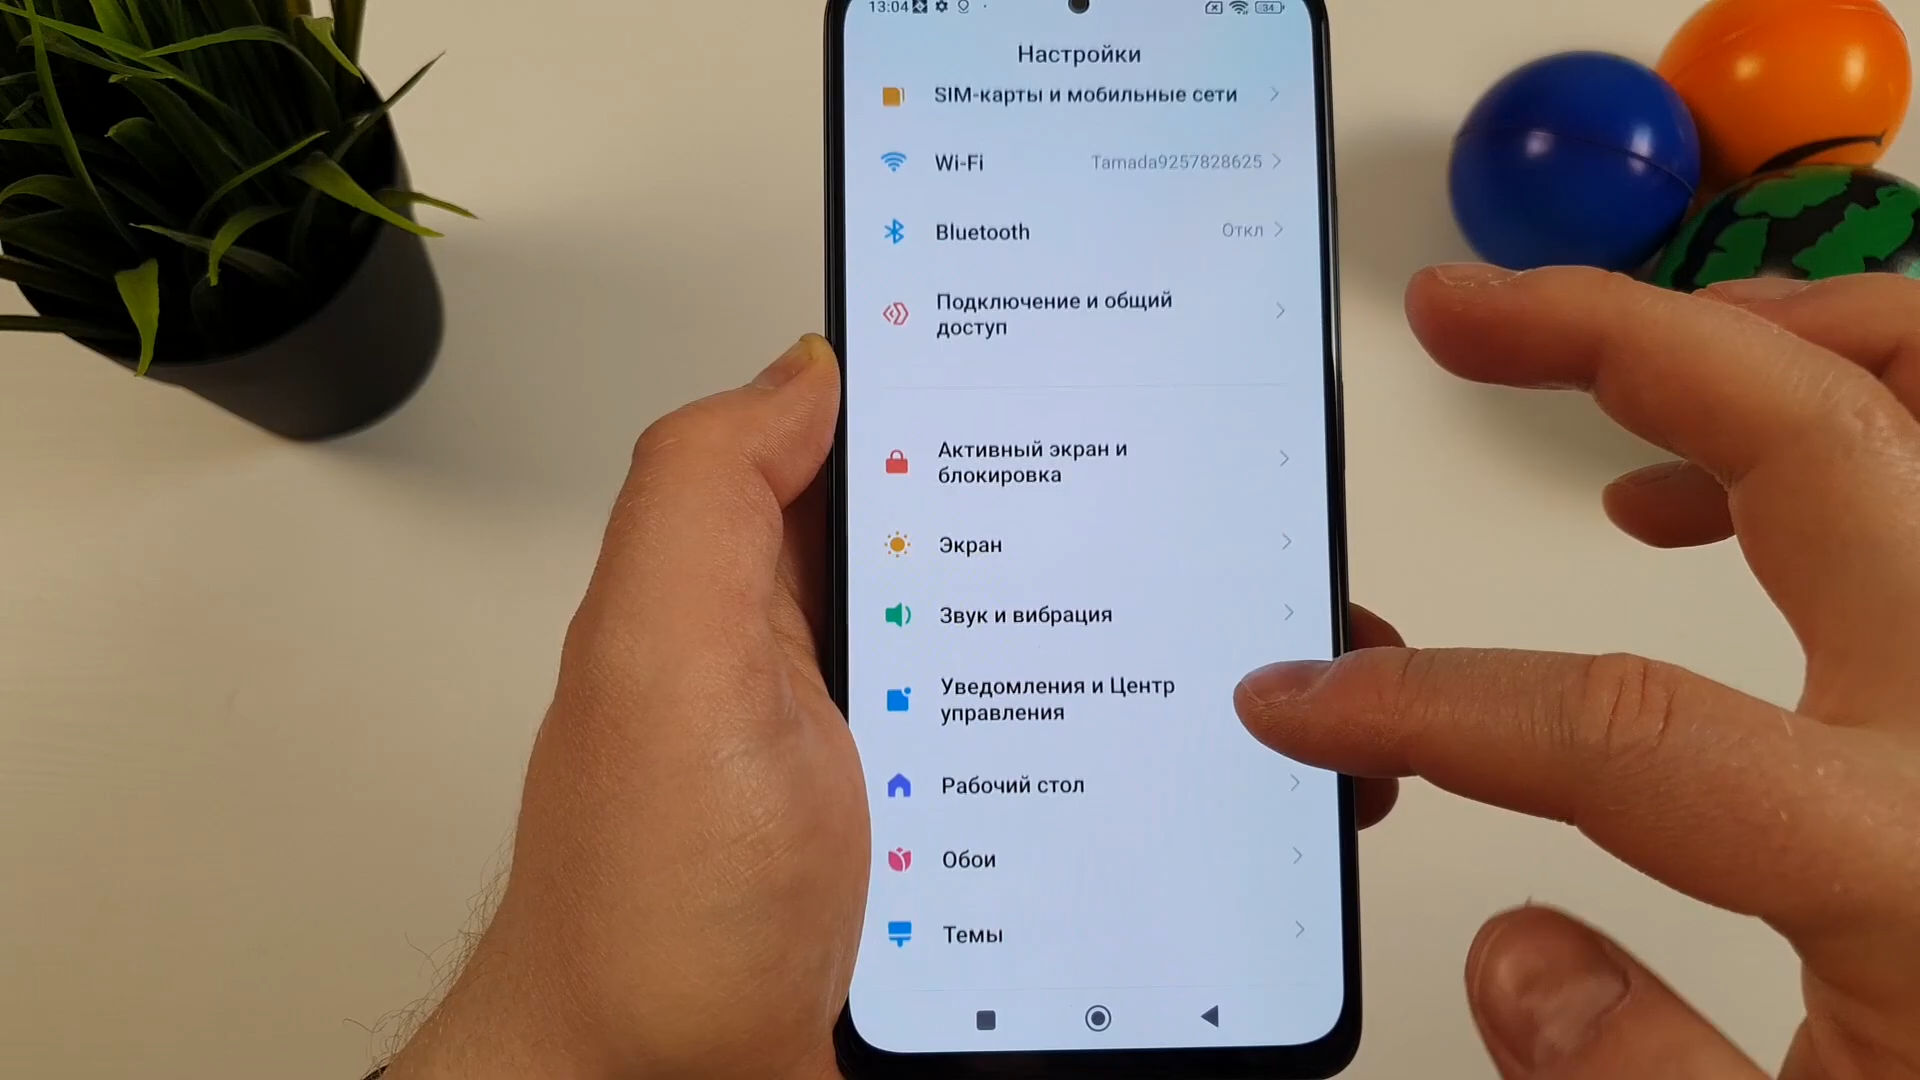 13:04
34
Настройки
SIM-карты и мобильные сети
Wi-Fi
Tamada9257828625
Bluetooth
Откл
Подключение и общий
доступ
Активный экран и
блокировка
Экран
Звук и вибрация
Уведомления и Центр
управления
Рабочий стол
Обои
Темы